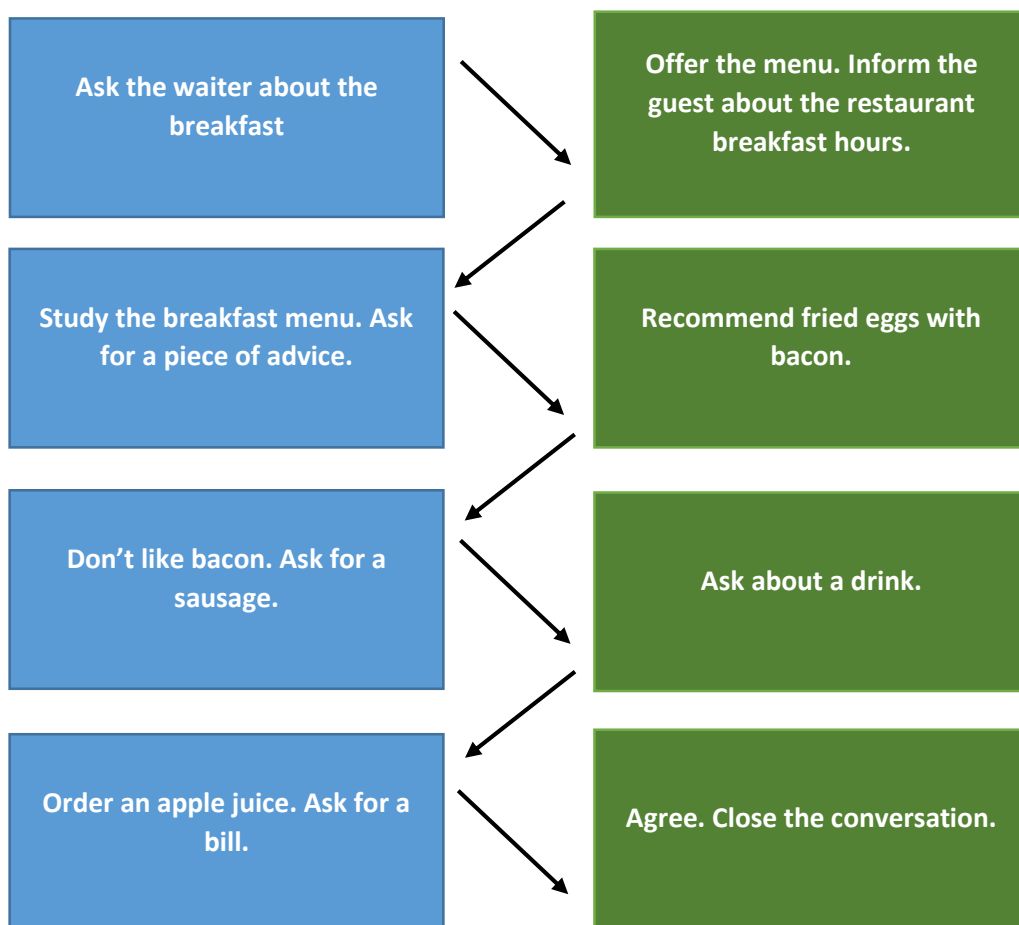 Ask the waiter about the
breakfast
Offer the menu. Inform the
guest about the restaurant
breakfast hours.
Study the breakfast menu. Ask
for a piece of advice.
Recommend fried eggs with
bacon.
Don’t like bacon. Ask for a
sausage.
Ask about a drink.
Order an apple juice. Ask for a
bill.
Agree. Close the conversation.